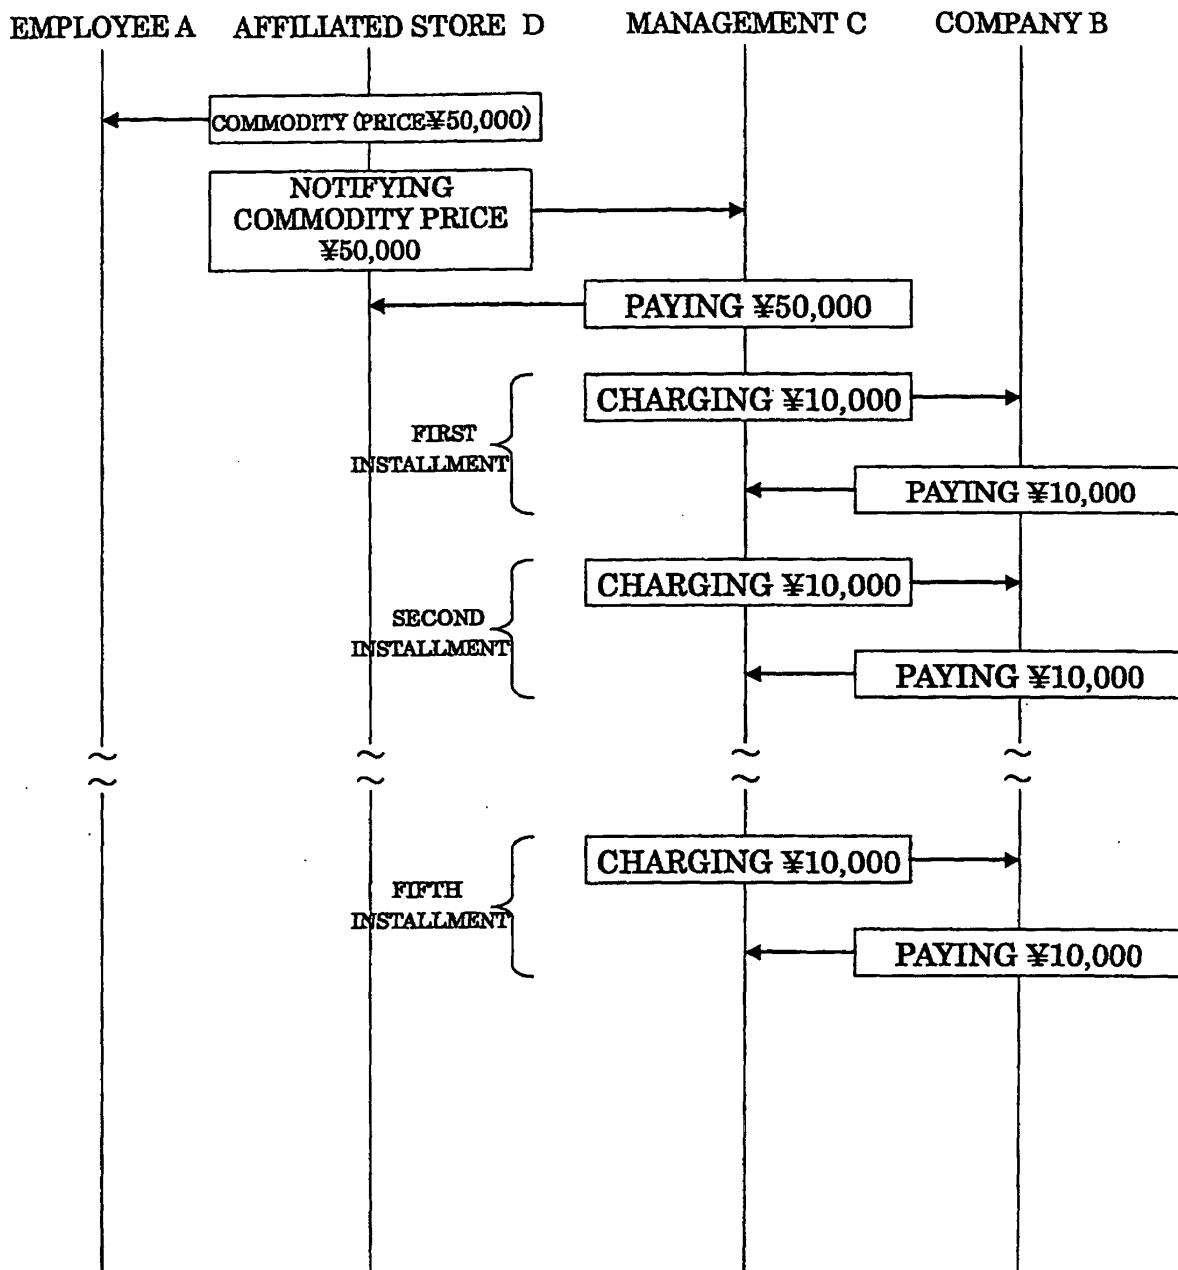 EMPLOYEE A AFFILIATED STORE D MANAGEMENT C COMPANY B
COMMODITY (PRICE¥50,000)
NOTIFYING
COMMODITY PRICE
¥50,000
PAYING ¥50,000
CHARGING ¥10,000
FIRST
INSTALLMENT
PAYING ¥10,000
CHARGING ¥10,000
SECOND
INSTALLMENT
PAYING ¥10,000
CHARGING ¥10,000
FIFTH
INSTALLMENT
PAYING ¥10,000